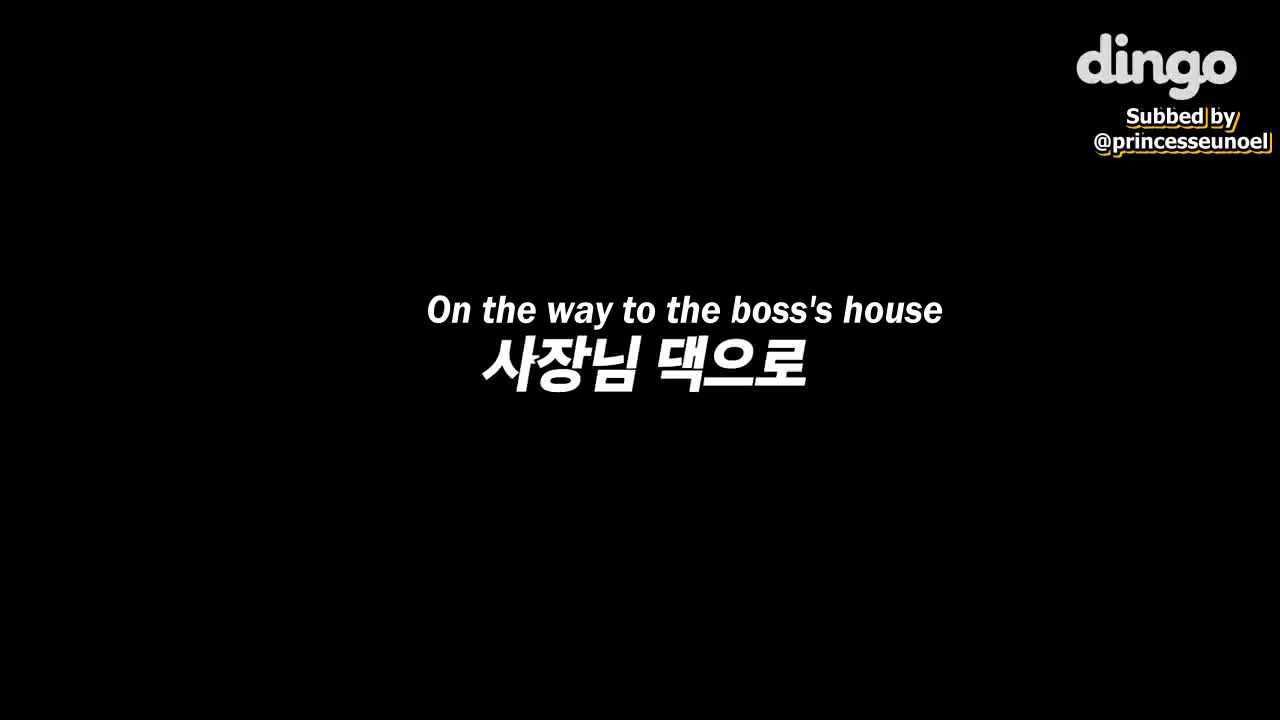 dingo
Subbed by
@princesseunoel
On the way to the boss's house
사장님 댁으로